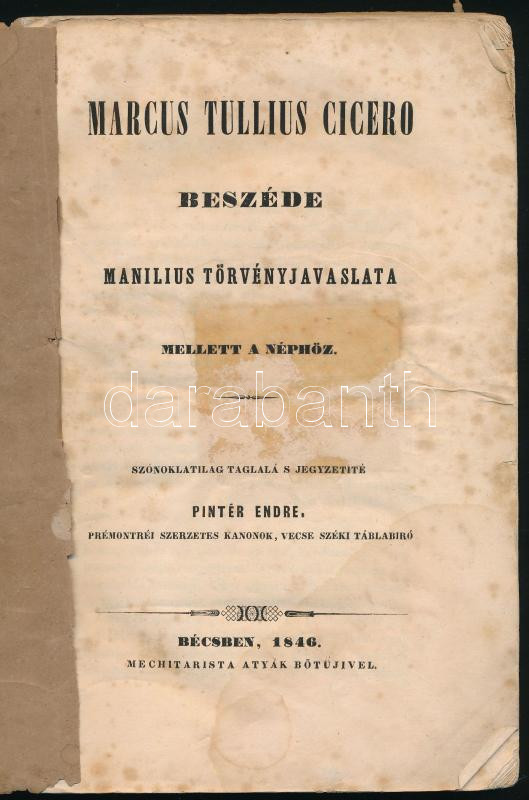 MARCUS TULLIUS CICERO
BESZÉDE
MANILIUS TÖRVÉNYJAVASLATA
MELLETT A NÉPHÖZ.
darabanth
SZÓNOKLATILAG TAGLALÁ S JEGYZETITÉ
PINTÉR ENDRE,
PRÉMONTRÉI SZERZETES KANONOK, VECSE SZÉKI TÁBLABIRÓ
BÉCSBEN, 1846.
MECHITARISTA ATYÁK BŐTŰJIVEL.